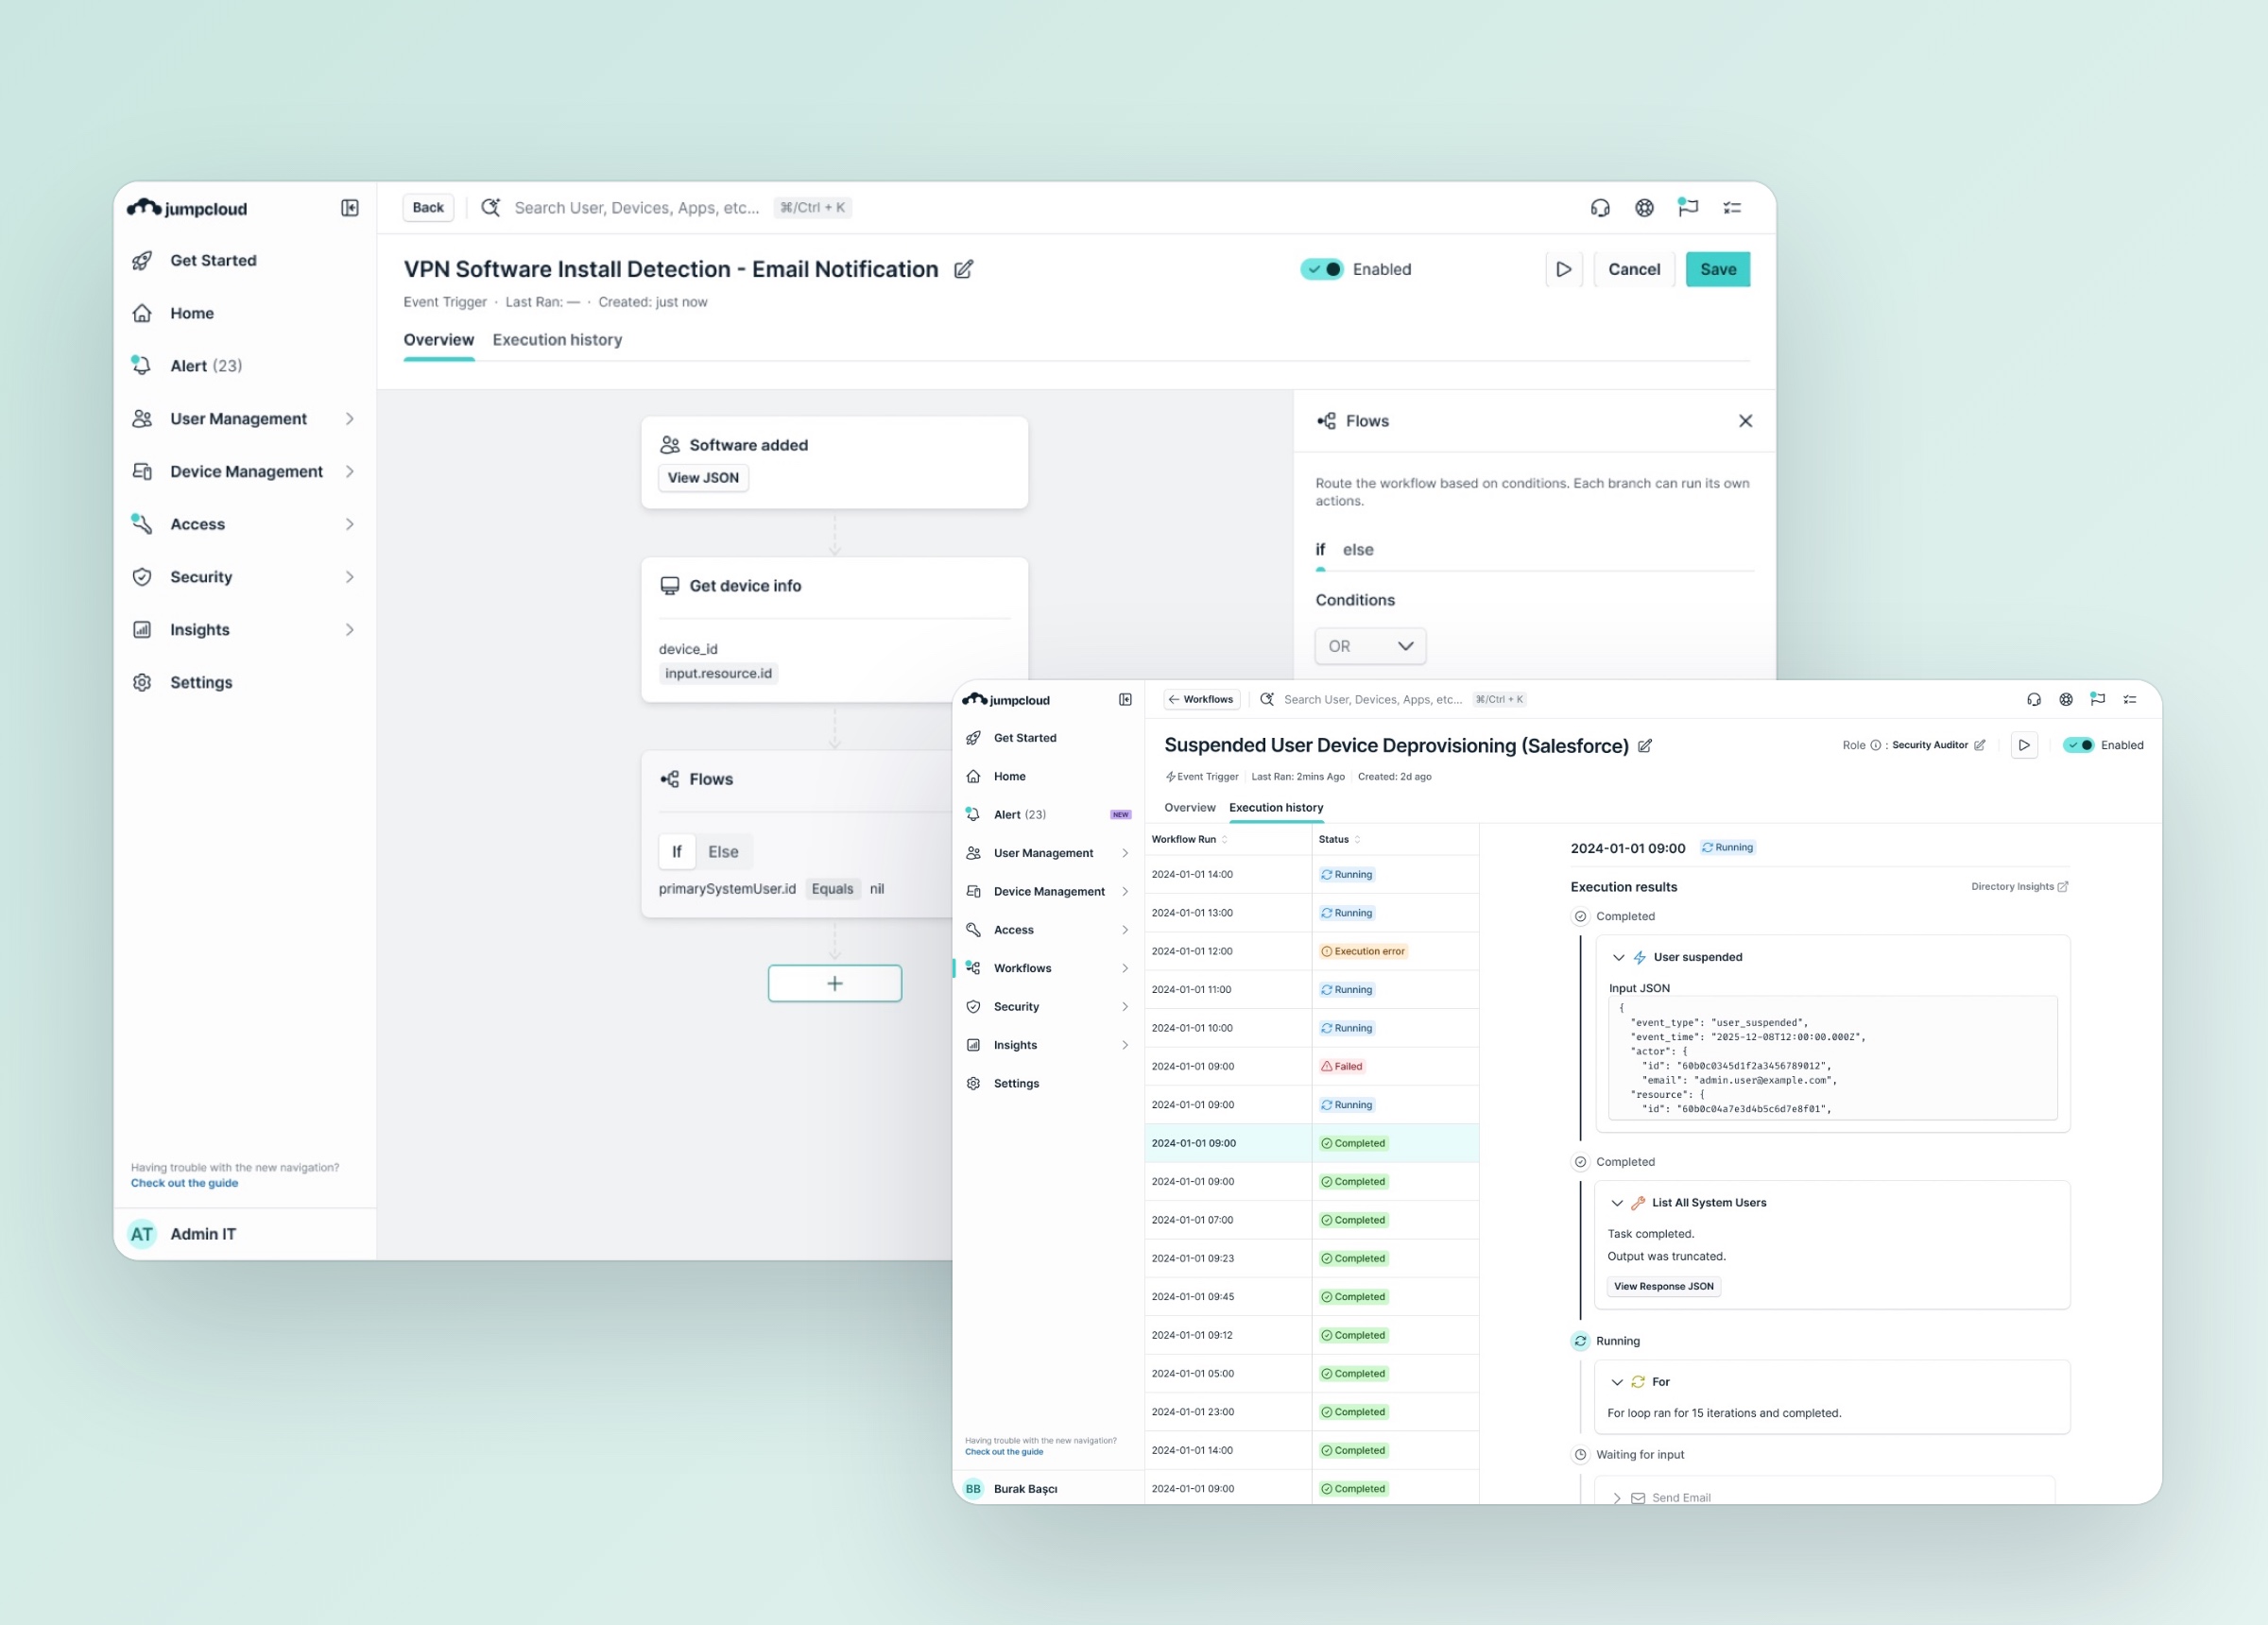 jumpcloud
Get Started
Home
Alert (23)
User Management
Device Management
Access
Security
Insights
Settings
Having trouble with the new navigation?
Check out the guide
AT Admin IT
Back Search User, Devices, Apps, etc... ⌘/Ctrl + K
VPN Software Install Detection - Email Notification Enabled Cancel Save
Event Trigger · Last Ran: — · Created: just now
Overview Execution history
Software added
View JSON
Get device info
device_id
input.resource.id
Flows
If Else
primarySystemUser.id Equals nil
+
Flows
Route the workflow based on conditions. Each branch can run its own
actions.
if else
Conditions
OR
jumpcloud
Get Started
Home
Alert (23) NEW
User Management
Device Management
Access
Workflows
Security
Insights
Settings
Having trouble with the new navigation?
Check out the guide
BB Burak Başcı
Workflows Search User, Devices, Apps, etc... ⌘/Ctrl + K
Suspended User Device Deprovisioning (Salesforce) Role : Security Auditor Enabled
Event Trigger Last Ran: 2mins Ago Created: 2d ago
Overview Execution history
Workflow Run Status
2024-01-01 14:00 Running
2024-01-01 13:00 Running
2024-01-01 12:00 Execution error
2024-01-01 11:00 Running
2024-01-01 10:00 Running
2024-01-01 09:00 Failed
2024-01-01 09:00 Running
2024-01-01 09:00 Completed
2024-01-01 09:00 Completed
2024-01-01 07:00 Completed
2024-01-01 09:23 Completed
2024-01-01 09:45 Completed
2024-01-01 09:12 Completed
2024-01-01 05:00 Completed
2024-01-01 23:00 Completed
2024-01-01 14:00 Completed
2024-01-01 09:00 Completed
2024-01-01 09:00 Running
Execution results Directory Insights
Completed
User suspended
Input JSON
{
"event_type": "user_suspended",
"event_time": "2025-12-08T12:00:00.000Z",
"actor": {
"id": "60b0c0345d1f2a3456789012",
"email": "admin.user@example.com",
"resource": {
"id": "60b0c04a7e3d4b5c6d7e8f01",
Completed
List All System Users
Task completed.
Output was truncated.
View Response JSON
Running
For
For loop ran for 15 iterations and completed.
Waiting for input
Send Email